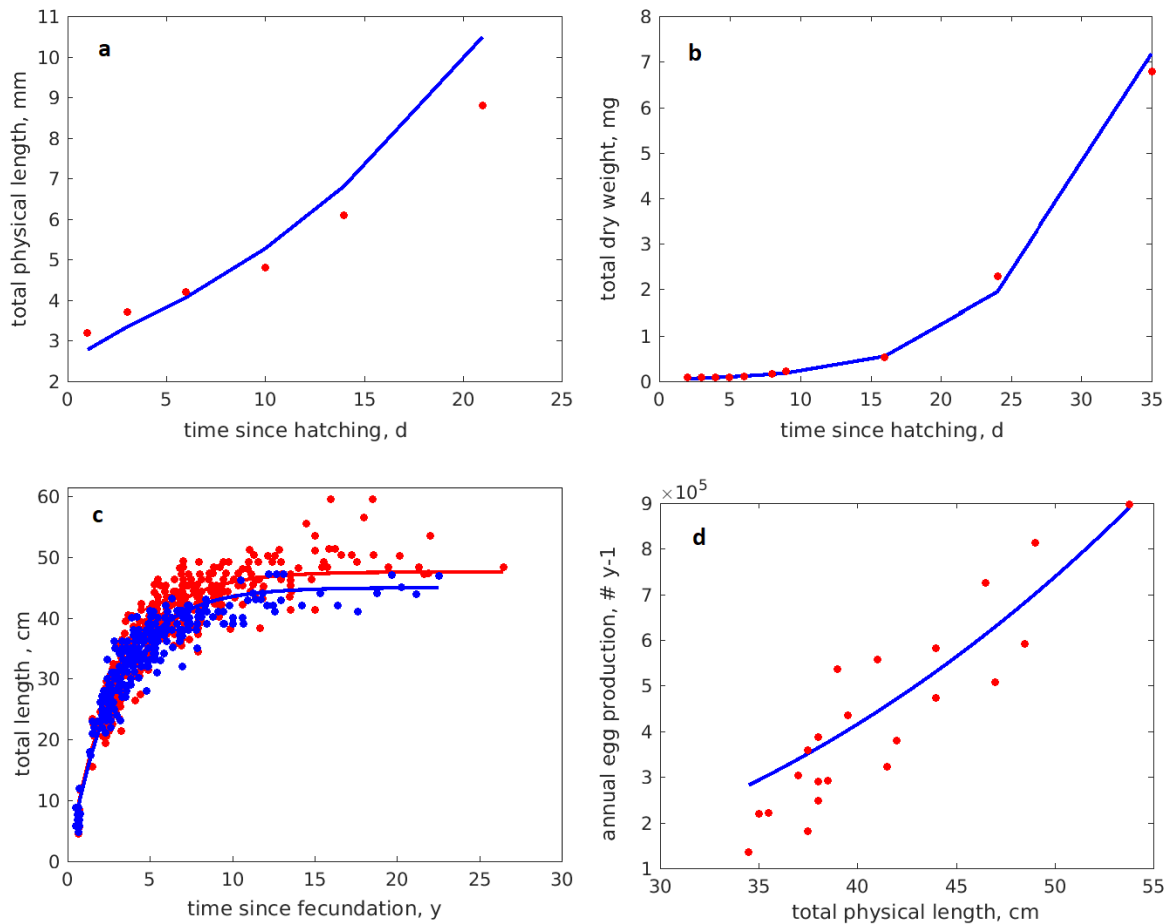 a
11
10
9
8
7
6
5
4
3
2
0 5 10 15 20 25
total physical length, mm
time since hatching, d
b
8
7
6
5
4
3
2
1
0
0 5 10 15 20 25 30 35
total dry weight, mg
time since hatching, d
c
60
50
40
30
20
10
0
0 5 10 15 20 25 30
total length , cm
time since fecundation, y
×10⁵
d
9
8
7
6
5
4
3
2
1
30 35 40 45 50 55
annual egg production, # y-1
total physical length, cm